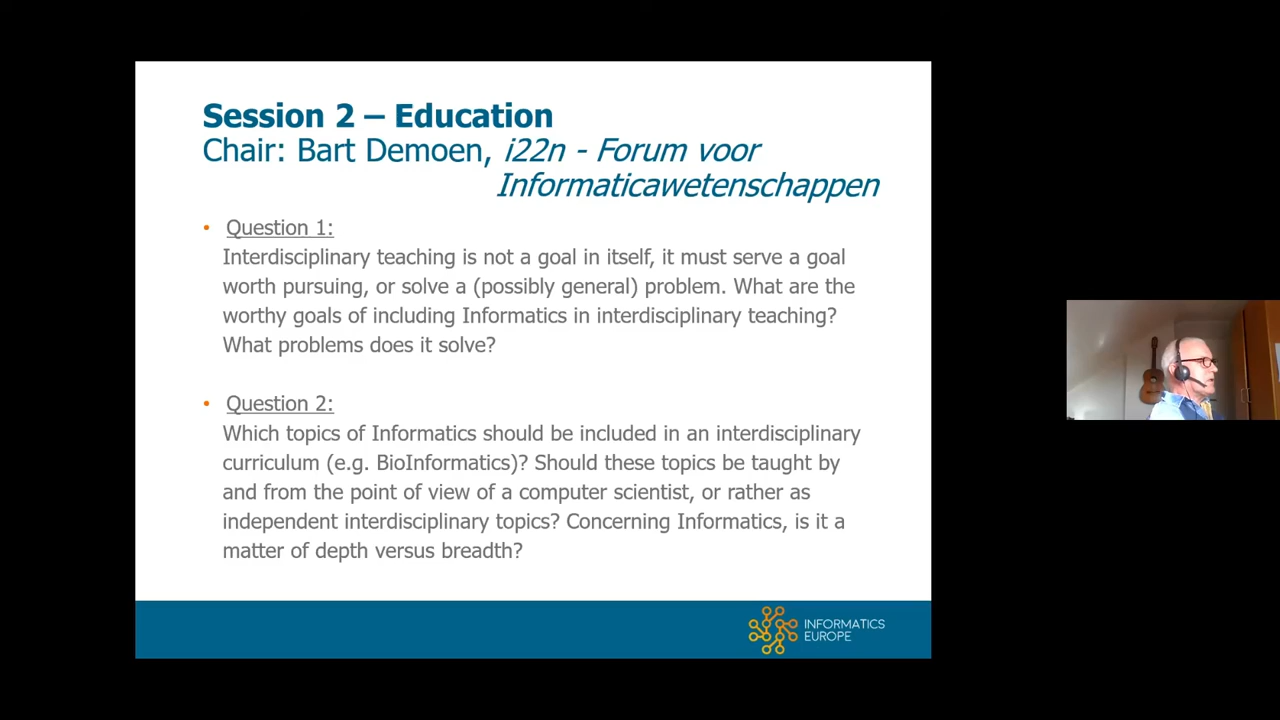 Session 2 – Education
Chair: Bart Demoen, i22n - Forum voor
Informaticawetenschappen
• Question 1:
Interdisciplinary teaching is not a goal in itself, it must serve a goal
worth pursuing, or solve a (possibly general) problem. What are the
worthy goals of including Informatics in interdisciplinary teaching?
What problems does it solve?
• Question 2:
Which topics of Informatics should be included in an interdisciplinary
curriculum (e.g. BioInformatics)? Should these topics be taught by
and from the point of view of a computer scientist, or rather as
independent interdisciplinary topics? Concerning Informatics, is it a
matter of depth versus breadth?
INFORMATICS
EUROPE